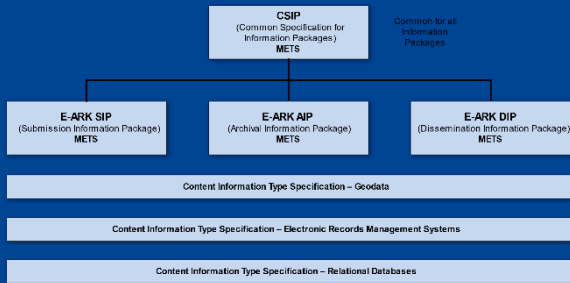 CSIP
(Common Specification for
Information Packages)
METS
Common for all
Information
Packages
E-ARK SIP
(Submission Information Package)
METS
E-ARK AIP
(Archival Information Package)
METS
E-ARK DIP
(Dissemination Information Package)
METS
Content Information Type Specification – Geodata
Content Information Type Specification – Electronic Records Management Systems
Content Information Type Specification – Relational Databases